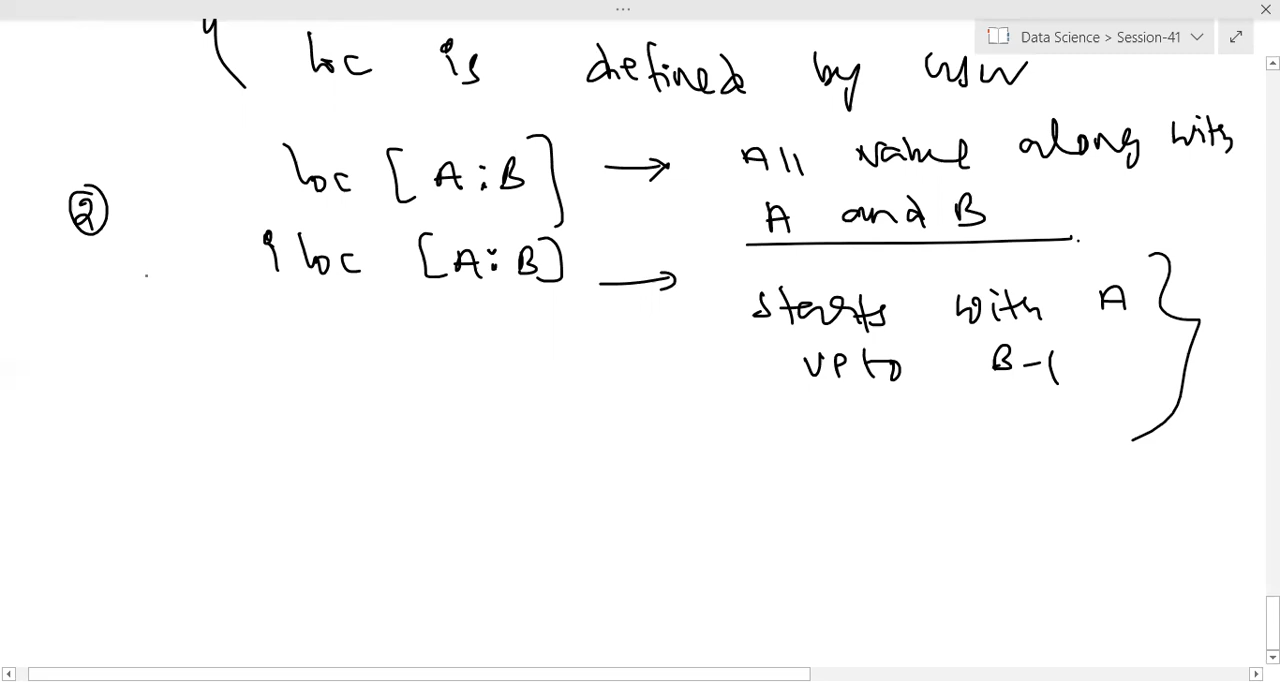 Data Science > Session-41
loc is defined by user
② loc [A:B] → All value along with
A and B
iloc [A:B] → starts with A
upto B-1